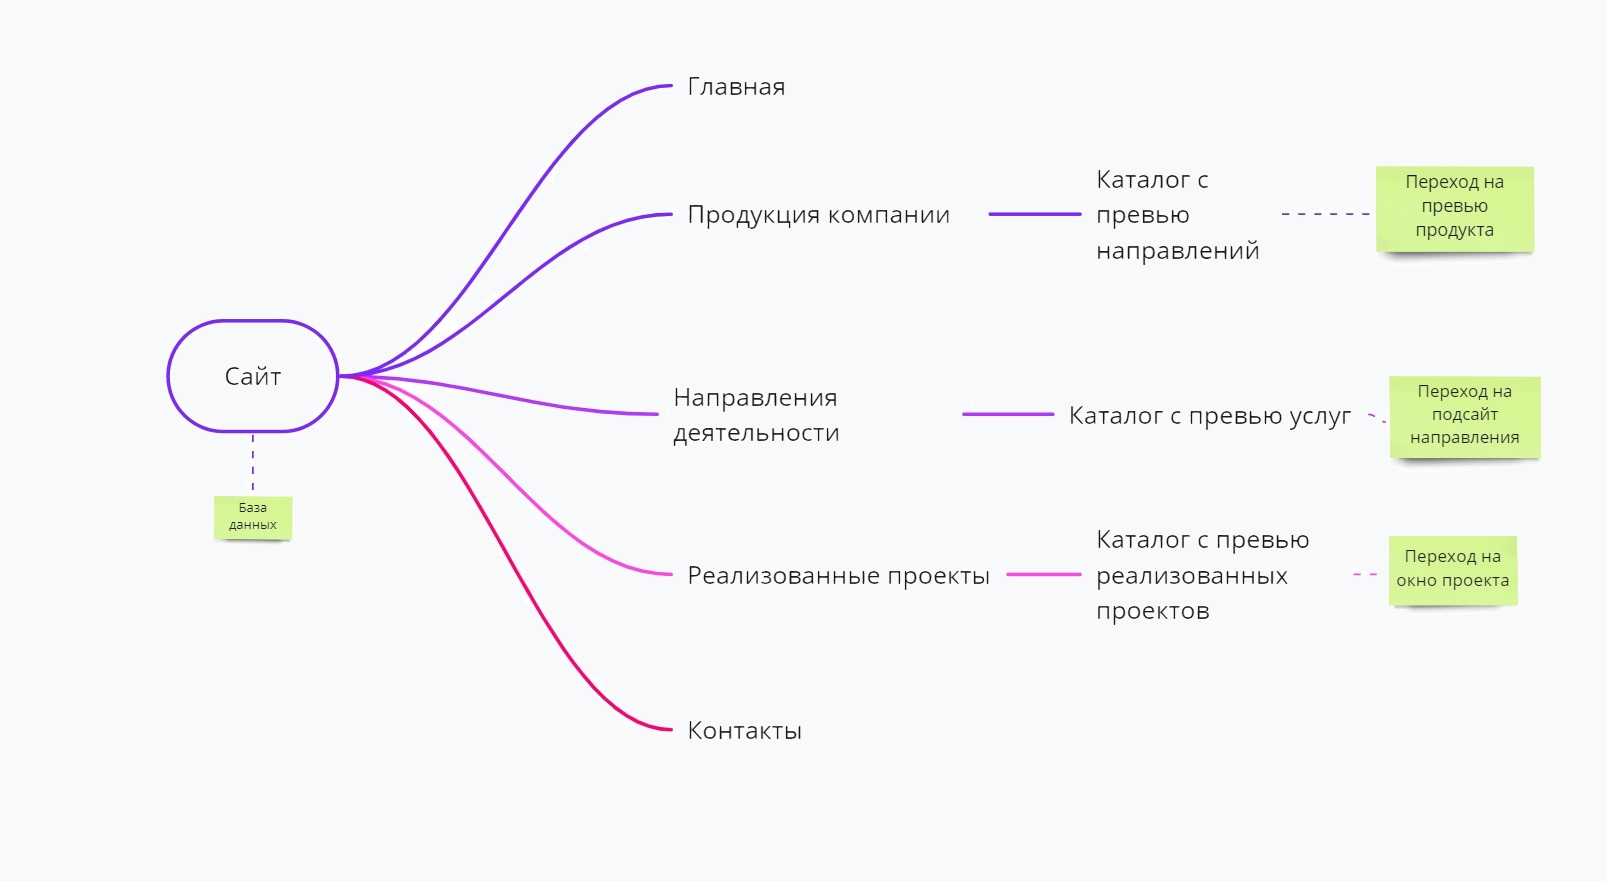 Главная
Продукция компании
Каталог с
превью
направлений
Переход на
превью
продукта
Сайт
База
данных
Направления
деятельности
Каталог с превью услуг
Переход на
подсайт
направления
Реализованные проекты
Каталог с превью
реализованных
проектов
Переход на
окно проекта
Контакты